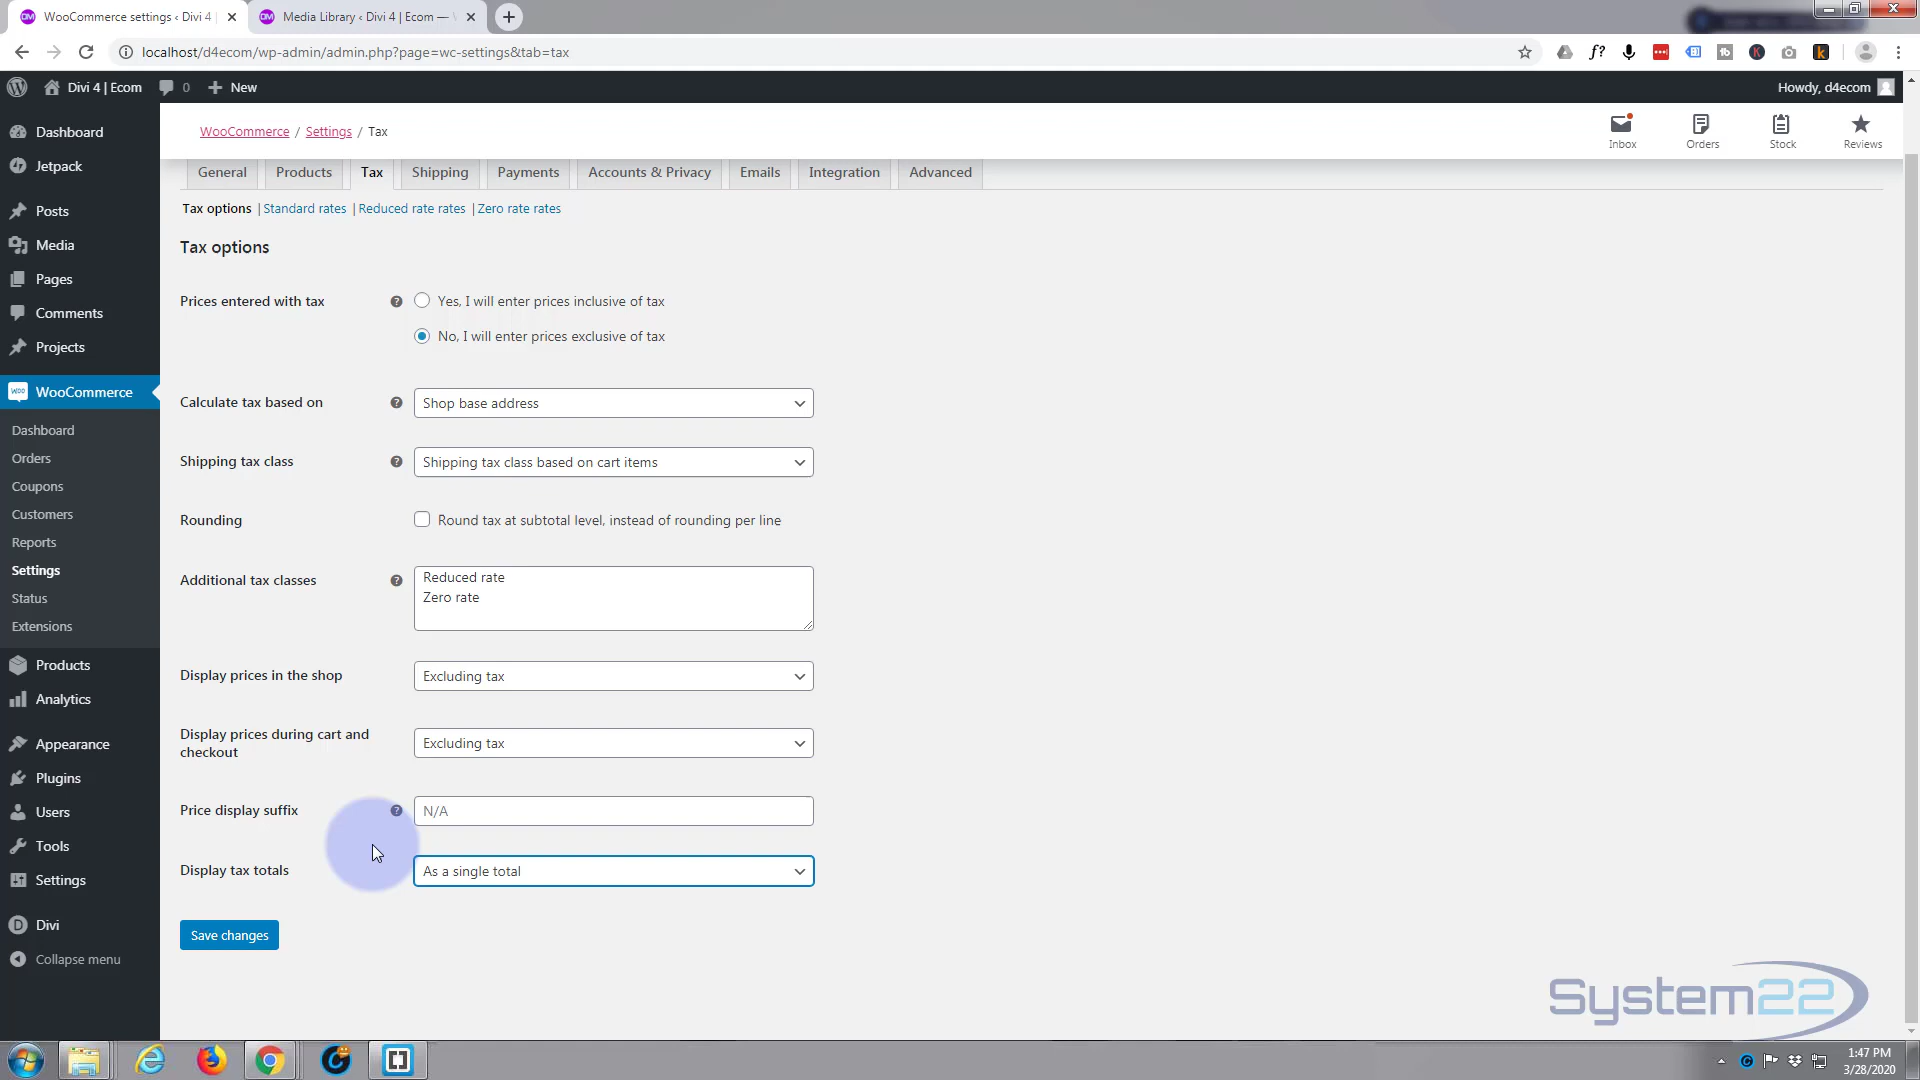 WooCommerce settings ‹ Divi 4 |
Media Library ‹ Divi 4 | Ecom —
localhost/d4ecom/wp-admin/admin.php?page=wc-settings&tab=tax
Divi 4 | Ecom
0
New
Howdy, d4ecom
Dashboard
Jetpack
Posts
Media
Pages
Comments
Projects
WooCommerce
Dashboard
Orders
Coupons
Customers
Reports
Settings
Status
Extensions
Products
Analytics
Appearance
Plugins
Users
Tools
Settings
Divi
Collapse menu
WooCommerce / Settings / Tax
Inbox
Orders
Stock
Reviews
General
Products
Tax
Shipping
Payments
Accounts & Privacy
Emails
Integration
Advanced
Tax options | Standard rates | Reduced rate rates | Zero rate rates
Tax options
Prices entered with tax
Yes, I will enter prices inclusive of tax
No, I will enter prices exclusive of tax
Calculate tax based on
Shop base address
Shipping tax class
Shipping tax class based on cart items
Rounding
Round tax at subtotal level, instead of rounding per line
Additional tax classes
Reduced rate
Zero rate
Display prices in the shop
Excluding tax
Display prices during cart and
checkout
Excluding tax
Price display suffix
N/A
Display tax totals
As a single total
Save changes
System22
1:47 PM
3/28/2020